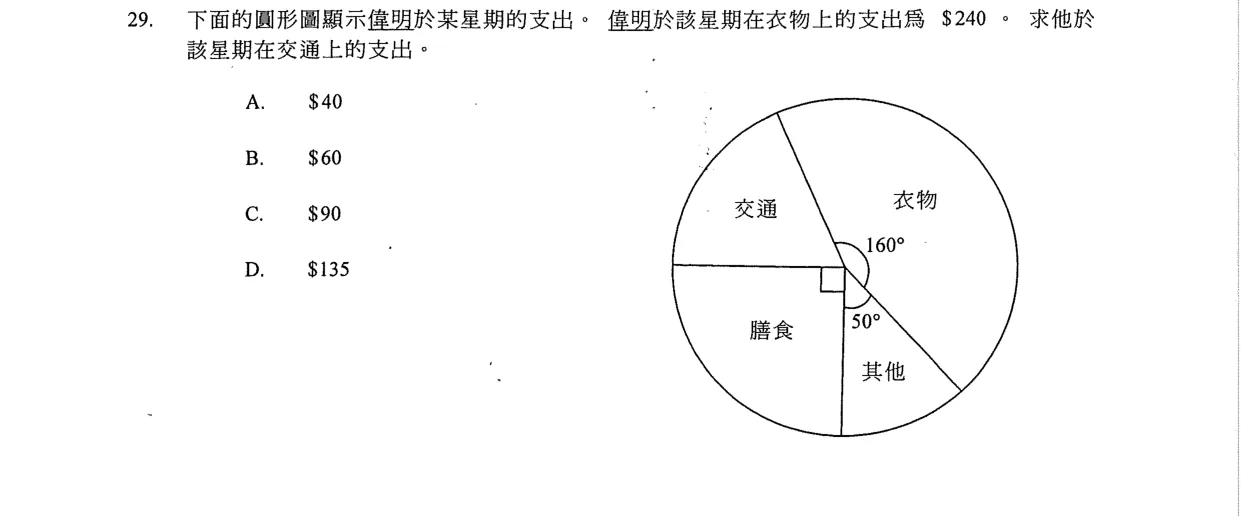 29. 下面的圓形圖顯示偉明於某星期的支出。 偉明於該星期在衣物上的支出爲 $240 。 求他於
該星期在交通上的支出。
A. $40
B. $60
C. $90
D. $135
衣物
交通
160°
50°
膳食
其他